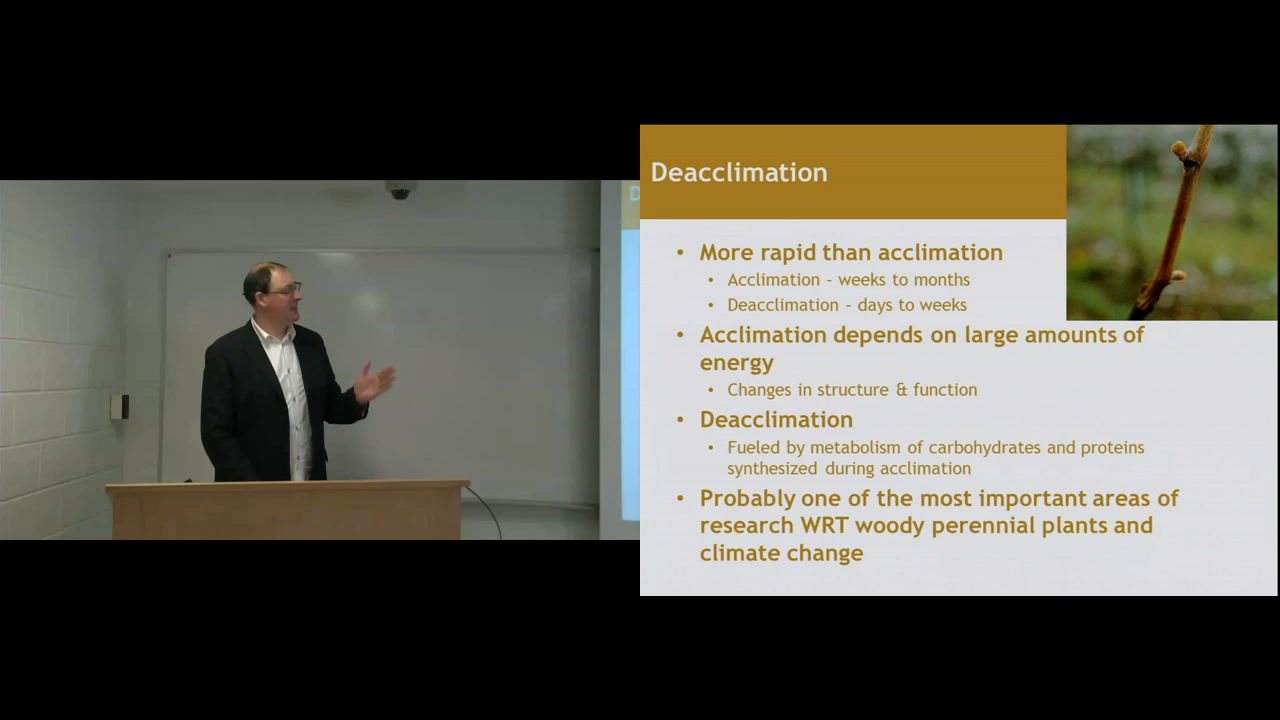 Deacclimation
• More rapid than acclimation
• Acclimation – weeks to months
• Deacclimation – days to weeks
• Acclimation depends on large amounts of
energy
• Changes in structure & function
• Deacclimation
• Fueled by metabolism of carbohydrates and proteins
synthesized during acclimation
• Probably one of the most important areas of
research WRT woody perennial plants and
climate change
D